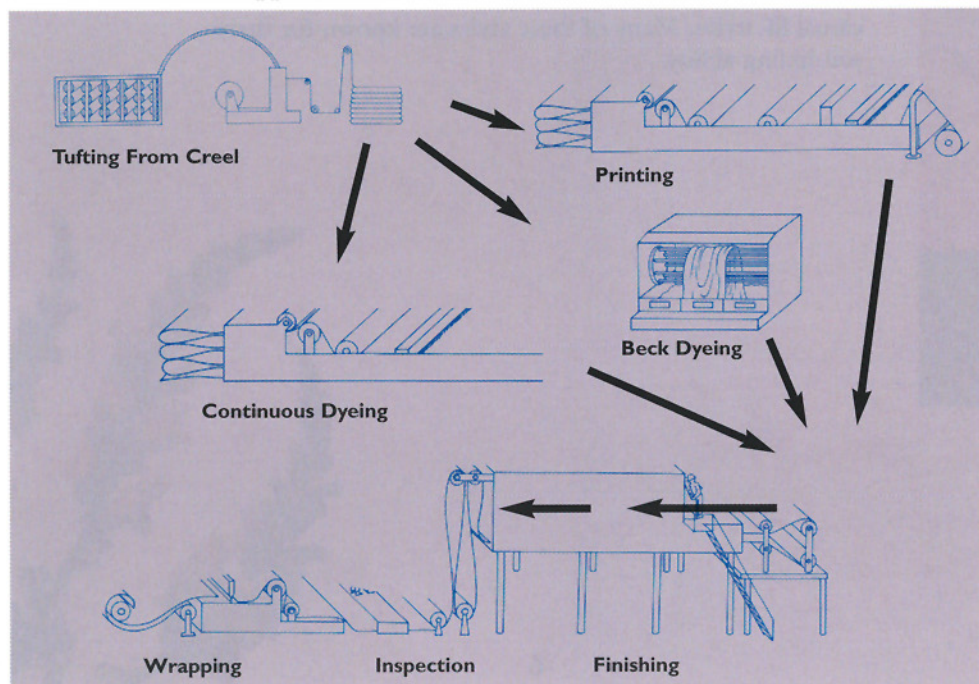 Tufting From Creel
Printing
Beck Dyeing
Continuous Dyeing
Wrapping
Inspection
Finishing